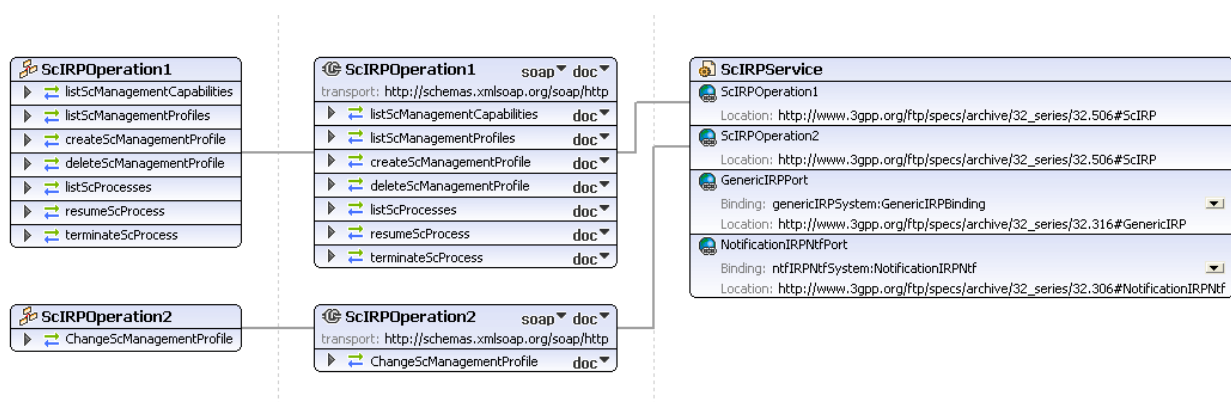 ScIRPOperation1
listScManagementCapabilities
listScManagementProfiles
createScManagementProfile
deleteScManagementProfile
listScProcesses
resumeScProcess
terminateScProcess
ScIRPOperation2
ChangeScManagementProfile
ScIRPOperation1 soap doc
transport: http://schemas.xmlsoap.org/soap/http
listScManagementCapabilities doc
listScManagementProfiles doc
createScManagementProfile doc
deleteScManagementProfile doc
listScProcesses doc
resumeScProcess doc
terminateScProcess doc
ScIRPOperation2 soap doc
transport: http://schemas.xmlsoap.org/soap/http
ChangeScManagementProfile doc
ScIRPService
ScIRPOperation1
Location: http://www.3gpp.org/ftp/specs/archive/32_series/32.506#ScIRP
ScIRPOperation2
Location: http://www.3gpp.org/ftp/specs/archive/32_series/32.506#ScIRP
GenericIRPPort
Binding: genericIRPSystem:GenericIRPBinding
Location: http://www.3gpp.org/ftp/specs/archive/32_series/32.316#GenericIRP
NotificationIRPNtfPort
Binding: ntfIRPNtfSystem:NotificationIRPNtf
Location: http://www.3gpp.org/ftp/specs/archive/32_series/32.306#NotificationIRPNtf